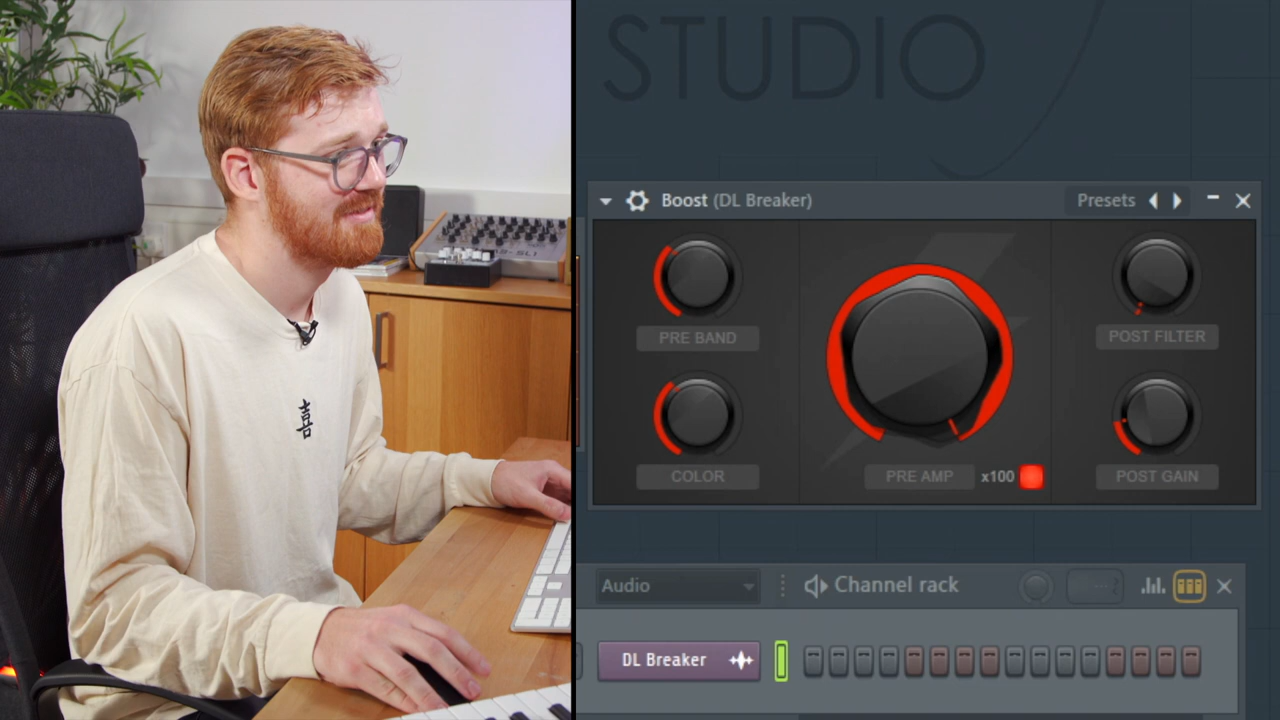 STUDIO
Boost (DL Breaker)
Presets
PRE BAND
POST FILTER
COLOR
PRE AMP
x100
POST GAIN
Audio
Channel rack
DL Breaker
喜